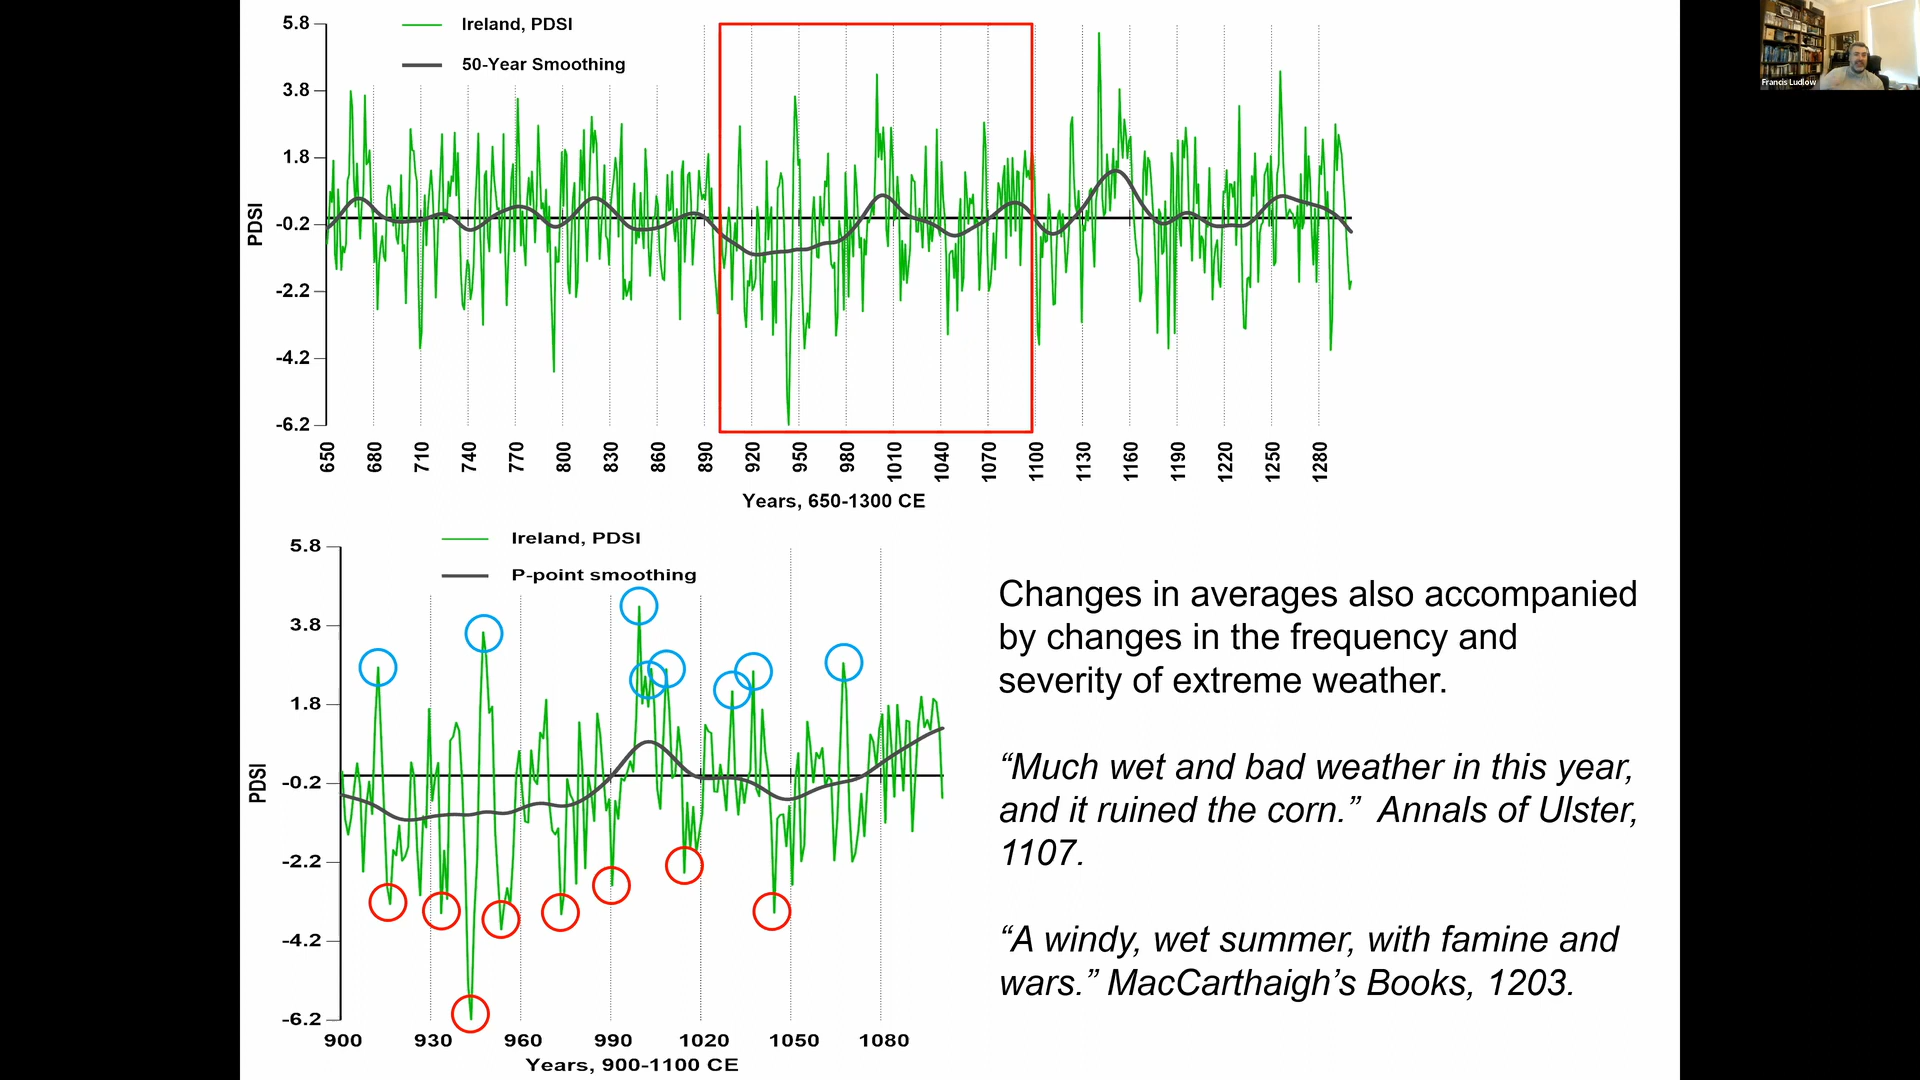 5.8
Ireland, PDSI
50-Year Smoothing
3.8
1.8
-0.2
-2.2
-4.2
-6.2
PDSI
650 680 710 740 770 800 830 860 890 920 950 980 1010 1040 1070 1100 1130 1160 1190 1220 1250 1280
Years, 650-1300 CE
Ireland, PDSI
P-point smoothing
5.8
3.8
1.8
-0.2
-2.2
-4.2
-6.2
PDSI
900 930 960 990 1020 1050 1080
Years, 900-1100 CE
Changes in averages also accompanied
by changes in the frequency and
severity of extreme weather.
“Much wet and bad weather in this year,
and it ruined the corn.” Annals of Ulster,
1107.
“A windy, wet summer, with famine and
wars.” MacCarthaigh’s Books, 1203.
Francis Ludlow